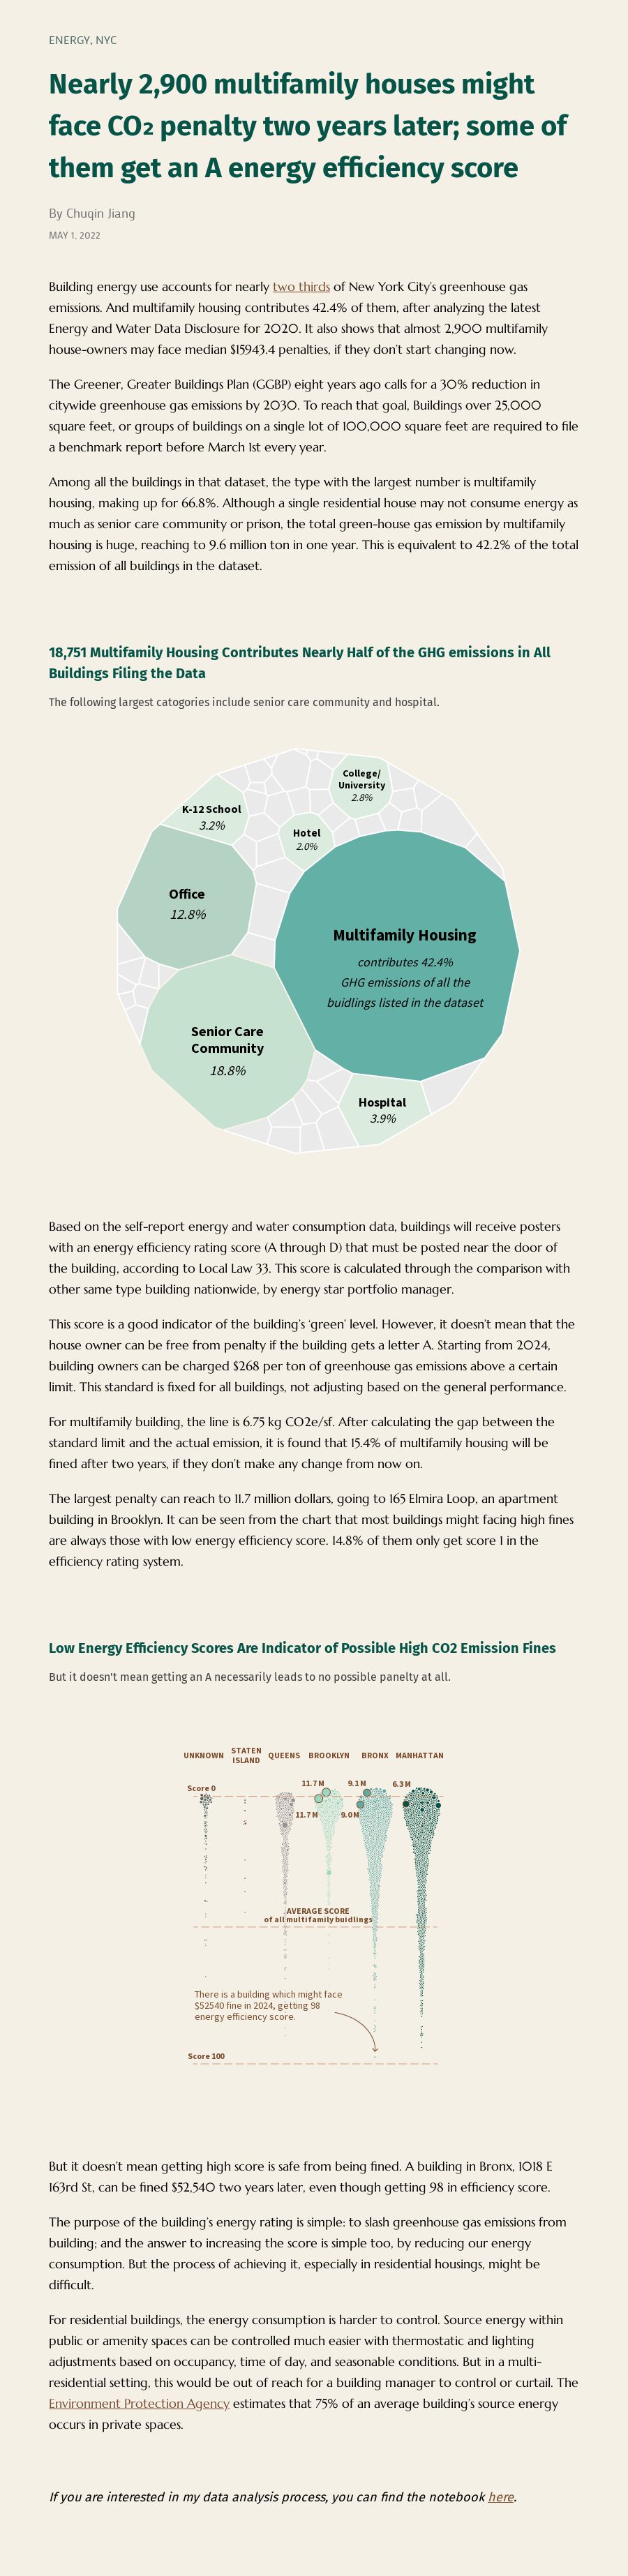 ENERGY, NYC
Nearly 2,900 multifamily houses might
face CO₂ penalty two years later; some of
them get an A energy efficiency score
By Chuqin Jiang
MAY 1, 2022
Building energy use accounts for nearly two thirds of New York City's greenhouse gas
emissions. And multifamily housing contributes 42.4% of them, after analyzing the latest
Energy and Water Data Disclosure for 2020. It also shows that almost 2,900 multifamily
house-owners may face median $15943.4 penalties, if they don't start changing now.
The Greener, Greater Buildings Plan (GGBP) eight years ago calls for a 30% reduction in
citywide greenhouse gas emissions by 2030. To reach that goal, Buildings over 25,000
square feet, or groups of buildings on a single lot of 100,000 square feet are required to file
a benchmark report before March 1st every year.
Among all the buildings in that dataset, the type with the largest number is multifamily
housing, making up for 66.8%. Although a single residential house may not consume energy as
much as senior care community or prison, the total green-house gas emission by multifamily
housing is huge, reaching to 9.6 million ton in one year. This is equivalent to 42.2% of the total
emission of all buildings in the dataset.
18,751 Multifamily Housing Contributes Nearly Half of the GHG emissions in All
Buildings Filing the Data
The following largest catogories include senior care community and hospital.
College/
University
2.8%
K-12 School
3.2%
Hotel
2.0%
Office
12.8%
Multifamily Housing
contributes 42.4%
GHG emissions of all the
buidlings listed in the dataset
Senior Care
Community
18.8%
Hospital
3.9%
Based on the self-report energy and water consumption data, buildings will receive posters
with an energy efficiency rating score (A through D) that must be posted near the door of
the building, according to Local Law 33. This score is calculated through the comparison with
other same type building nationwide, by energy star portfolio manager.
This score is a good indicator of the building's ‘green’ level. However, it doesn't mean that the
house owner can be free from penalty if the building gets a letter A. Starting from 2024,
building owners can be charged $268 per ton of greenhouse gas emissions above a certain
limit. This standard is fixed for all buildings, not adjusting based on the general performance.
For multifamily building, the line is 6.75 kg CO2e/sf. After calculating the gap between the
standard limit and the actual emission, it is found that 15.4% of multifamily housing will be
fined after two years, if they don't make any change from now on.
The largest penalty can reach to 11.7 million dollars, going to 165 Elmira Loop, an apartment
building in Brooklyn. It can be seen from the chart that most buildings might facing high fines
are always those with low energy efficiency score. 14.8% of them only get score 1 in the
efficiency rating system.
Low Energy Efficiency Scores Are Indicator of Possible High CO2 Emission Fines
But it doesn't mean getting an A necessarily leads to no possible panelty at all.
UNKNOWN STATEN ISLAND QUEENS BROOKLYN BRONX MANHATTAN
Score 0
11.7 M 9.1 M 6.3 M
11.7 M 9.0 M
AVERAGE SCORE
of all multifamily buidlings
There is a building which might face
$52540 fine in 2024, getting 98
energy efficiency score.
Score 100
But it doesn't mean getting high score is safe from being fined. A building in Bronx, 1018 E
163rd St, can be fined $52,540 two years later, even though getting 98 in efficiency score.
The purpose of the building's energy rating is simple: to slash greenhouse gas emissions from
building; and the answer to increasing the score is simple too, by reducing our energy
consumption. But the process of achieving it, especially in residential housings, might be
difficult.
For residential buildings, the energy consumption is harder to control. Source energy within
public or amenity spaces can be controlled much easier with thermostatic and lighting
adjustments based on occupancy, time of day, and seasonable conditions. But in a multi-
residential setting, this would be out of reach for a building manager to control or curtail. The
Environment Protection Agency estimates that 75% of an average building's source energy
occurs in private spaces.
If you are interested in my data analysis process, you can find the notebook here.